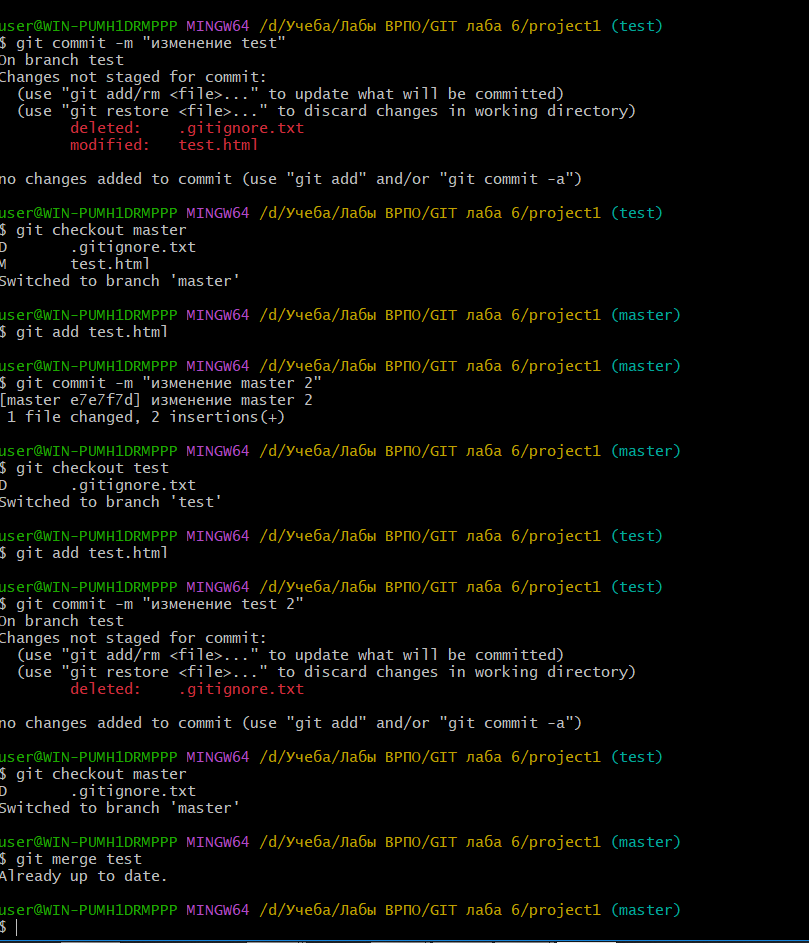 user@WIN-PUMH1DRMPPP MINGW64 /d/Учеба/Лабы ВРПО/GIT лаба 6/project1 (test)
$ git commit -m "изменение test"
On branch test
Changes not staged for commit:
  (use "git add/rm <file>..." to update what will be committed)
  (use "git restore <file>..." to discard changes in working directory)
        deleted:    .gitignore.txt
        modified:   test.html
no changes added to commit (use "git add" and/or "git commit -a")
user@WIN-PUMH1DRMPPP MINGW64 /d/Учеба/Лабы ВРПО/GIT лаба 6/project1 (test)
$ git checkout master
D       .gitignore.txt
M       test.html
Switched to branch 'master'
user@WIN-PUMH1DRMPPP MINGW64 /d/Учеба/Лабы ВРПО/GIT лаба 6/project1 (master)
$ git add test.html
user@WIN-PUMH1DRMPPP MINGW64 /d/Учеба/Лабы ВРПО/GIT лаба 6/project1 (master)
$ git commit -m "изменение master 2"
[master e7e7f7d] изменение master 2
 1 file changed, 2 insertions(+)
user@WIN-PUMH1DRMPPP MINGW64 /d/Учеба/Лабы ВРПО/GIT лаба 6/project1 (master)
$ git checkout test
D       .gitignore.txt
Switched to branch 'test'
user@WIN-PUMH1DRMPPP MINGW64 /d/Учеба/Лабы ВРПО/GIT лаба 6/project1 (test)
$ git add test.html
user@WIN-PUMH1DRMPPP MINGW64 /d/Учеба/Лабы ВРПО/GIT лаба 6/project1 (test)
$ git commit -m "изменение test 2"
On branch test
Changes not staged for commit:
  (use "git add/rm <file>..." to update what will be committed)
  (use "git restore <file>..." to discard changes in working directory)
        deleted:    .gitignore.txt
no changes added to commit (use "git add" and/or "git commit -a")
user@WIN-PUMH1DRMPPP MINGW64 /d/Учеба/Лабы ВРПО/GIT лаба 6/project1 (test)
$ git checkout master
D       .gitignore.txt
Switched to branch 'master'
user@WIN-PUMH1DRMPPP MINGW64 /d/Учеба/Лабы ВРПО/GIT лаба 6/project1 (master)
$ git merge test
Already up to date.
user@WIN-PUMH1DRMPPP MINGW64 /d/Учеба/Лабы ВРПО/GIT лаба 6/project1 (master)
$